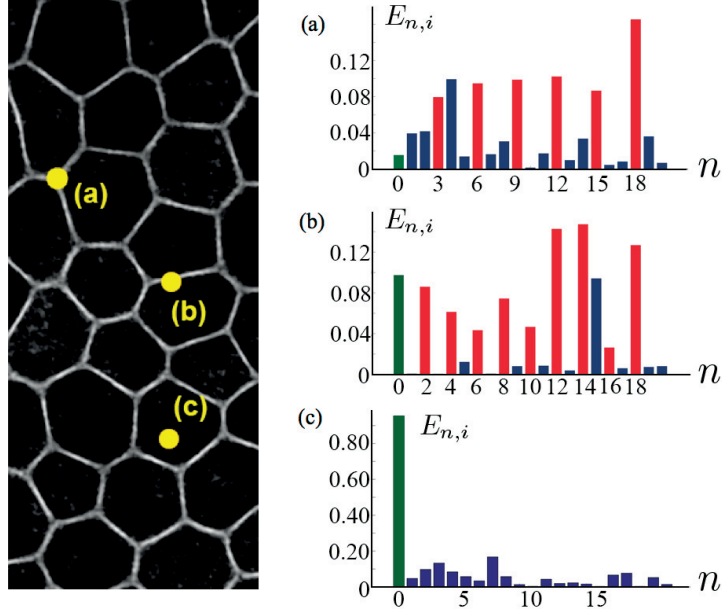 (a)
(b)
(c)
(a)
E_{n,i}
0.12
0.08
0.04
0
0 3 6 9 12 15 18
n
(b)
E_{n,i}
0.12
0.08
0.04
0
0 2 4 6 8 10 12 14 16 18
n
(c)
E_{n,i}
0.80
0.60
0.40
0.20
0
0 5 10 15
n